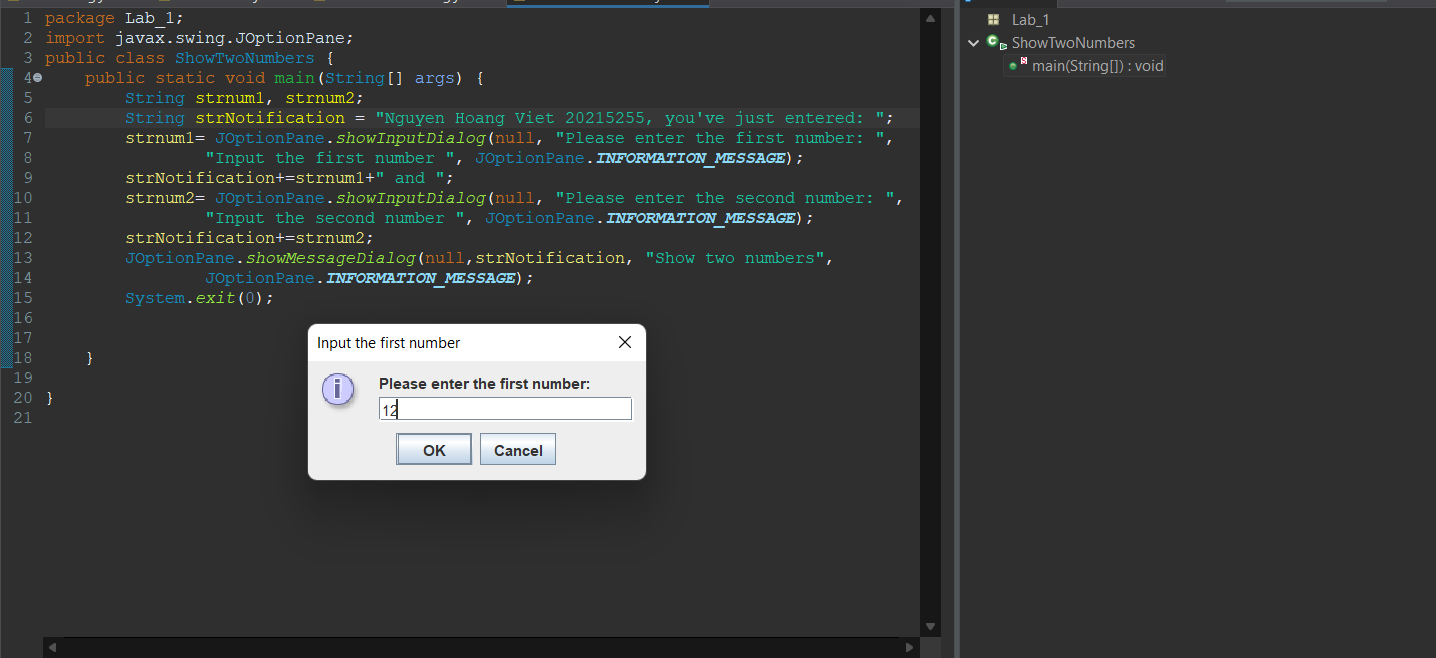 1 package Lab_1;
2 import javax.swing.JOptionPane;
3 public class ShowTwoNumbers {
4 public static void main(String[] args) {
5 String strnum1, strnum2;
6 String strNotification = "Nguyen Hoang Viet 20215255, you've just entered: ";
7 strnum1= JOptionPane.showInputDialog(null, "Please enter the first number: ",
8 "Input the first number ", JOptionPane.INFORMATION_MESSAGE);
9 strNotification+=strnum1+" and ";
10 strnum2= JOptionPane.showInputDialog(null, "Please enter the second number: ",
11 "Input the second number ", JOptionPane.INFORMATION_MESSAGE);
12 strNotification+=strnum2;
13 JOptionPane.showMessageDialog(null,strNotification, "Show two numbers",
14 JOptionPane.INFORMATION_MESSAGE);
15 System.exit(0);
16
17
18 }
19
20 }
21
Input the first number
Please enter the first number:
12
OK Cancel
Lab_1
ShowTwoNumbers
main(String[]) : void